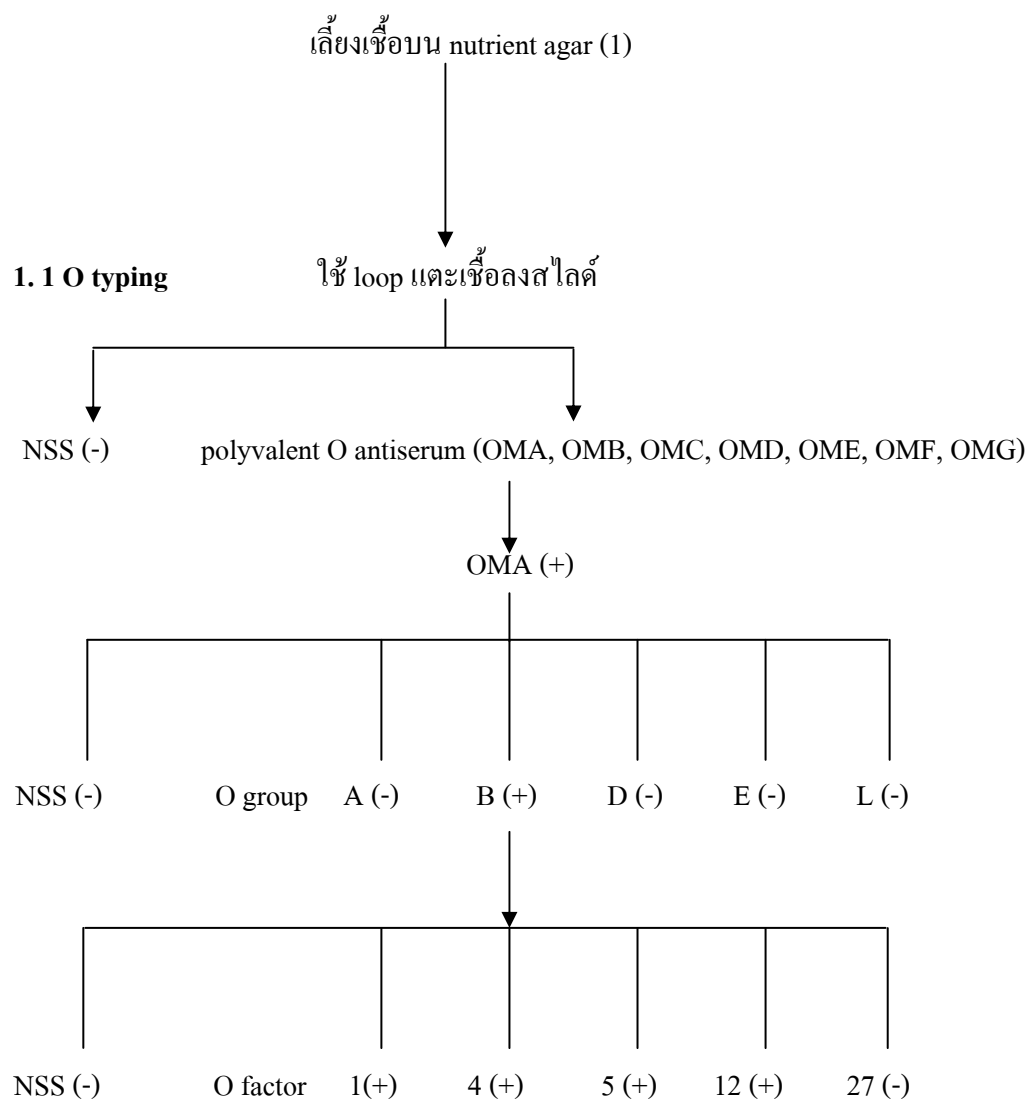 เลี้ยงเชื้อบน nutrient agar (1)
1. 1 O typing ใช้ loop แตะเชื้อลงสไลด์
NSS (-) polyvalent O antiserum (OMA, OMB, OMC, OMD, OME, OMF, OMG)
OMA (+)
NSS (-) O group A (-) B (+) D (-) E (-) L (-)
NSS (-) O factor 1(+) 4 (+) 5 (+) 12 (+) 27 (-)